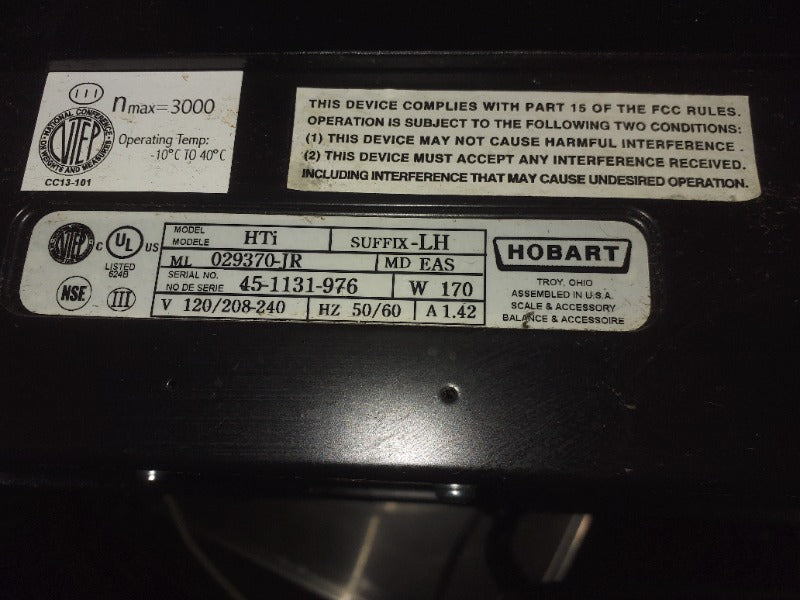 III nmax=3000
NATIONAL CONFERENCE ON WEIGHTS AND MEASURES
NTEP
Operating Temp:
-10°C TO 40°C
CC13-101
THIS DEVICE COMPLIES WITH PART 15 OF THE FCC RULES.
OPERATION IS SUBJECT TO THE FOLLOWING TWO CONDITIONS:
(1) THIS DEVICE MAY NOT CAUSE HARMFUL INTERFERENCE .
(2) THIS DEVICE MUST ACCEPT ANY INTERFERENCE RECEIVED.
INCLUDING INTERFERENCE THAT MAY CAUSE UNDESIRED OPERATION.
NTEP
C UL US
LISTED
624B
NSF
III
MODEL
MODELE HTi SUFFIX-LH
ML 029370-JR MD EAS
SERIAL NO.
NO DE SERIE 45-1131-976 W 170
V 120/208-240 HZ 50/60 A 1.42
HOBART
TROY, OHIO
ASSEMBLED IN U.S.A.
SCALE & ACCESSORY
BALANCE & ACCESSOIRE